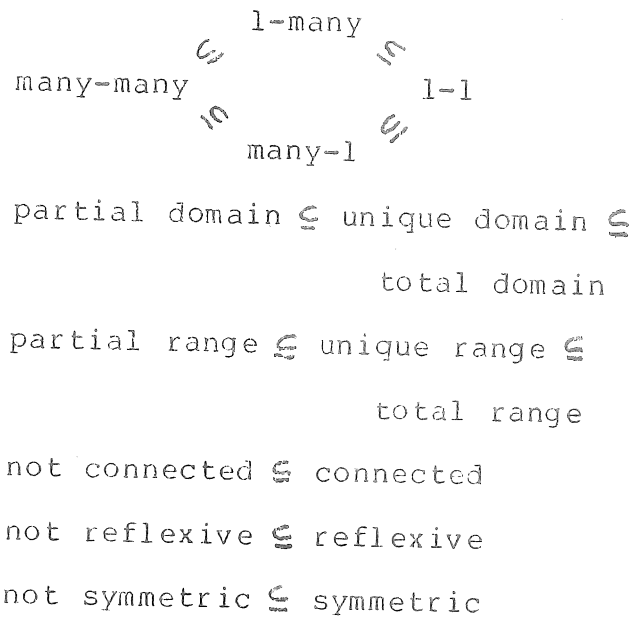 1-many
⊆ ⊆
many-many 1-1
⊆ ⊆
many-1
partial domain ⊆ unique domain ⊆
total domain
partial range ⊆ unique range ⊆
total range
not connected ⊆ connected
not reflexive ⊆ reflexive
not symmetric ⊆ symmetric